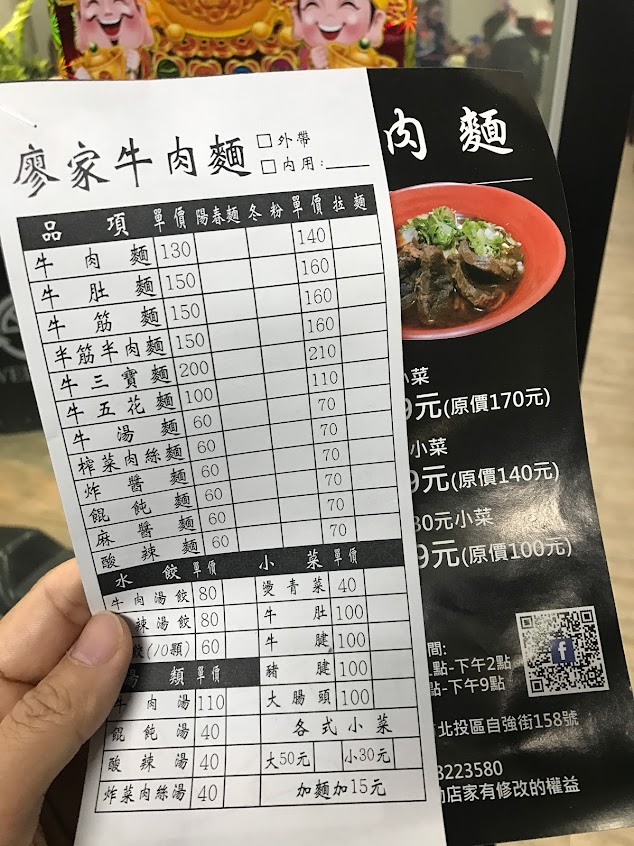 廖家牛肉麵 □外帶
□內用:
品項 單價 陽春麵 冬粉 單價 拉麵
牛肉麵 130 140
牛肚麵 150 160
牛筋麵 150 160
半筋半肉麵 150 160
牛三寶麵 200 210
牛五花麵 100 110
牛湯麵 60 70
榨菜肉絲麵 60 70
炸醬麵 60 70
餛飩麵 60 70
麻醬麵 60 70
酸辣麵 60 70
水餃 單價 小菜 單價
牛肉湯餃 80 燙青菜 40
辣湯餃 80 牛肚 100
(10顆) 60 牛腱 100
類 單價 豬腱 100
牛肉湯 110 大腸頭 100
餛飩湯 40 各式小菜
酸辣湯 40 大50元 小30元
炸菜肉絲湯 40 加麵加15元
肉麵
小菜
9元(原價170元)
小菜
9元(原價140元)
30元小菜
9元(原價100元)
間:
點-下午2點
點-下午9點
北投區自強街158號
8223580
店家有修改的權益